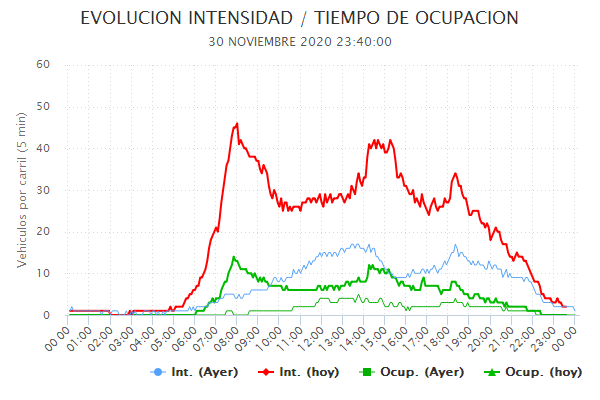 EVOLUCION INTENSIDAD / TIEMPO DE OCUPACION
30 NOVIEMBRE 2020 23:40:00
Vehiculos por carril (5 min)
60
50
40
30
20
10
0
00:00 01:00 02:00 03:00 04:00 05:00 06:00 07:00 08:00 09:00 10:00 11:00 12:00 13:00 14:00 15:00 16:00 17:00 18:00 19:00 20:00 21:00 22:00 23:00 00:00
Int. (Ayer) Int. (hoy) Ocup. (Ayer) Ocup. (hoy)